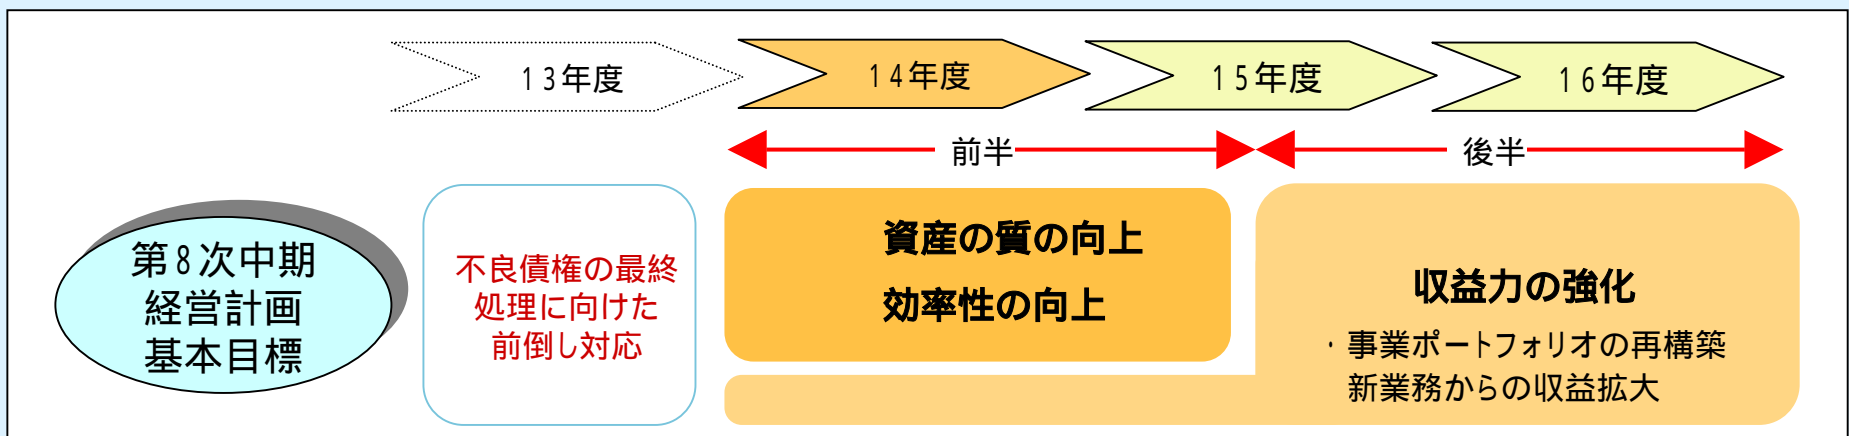 13年度
14年度
15年度
16年度
前半
後半
第8次中期
経営計画
基本目標
不良債権の最終
処理に向けた
前倒し対応
資産の質の向上
効率性の向上
収益力の強化
・事業ポートフォリオの再構築
新業務からの収益拡大